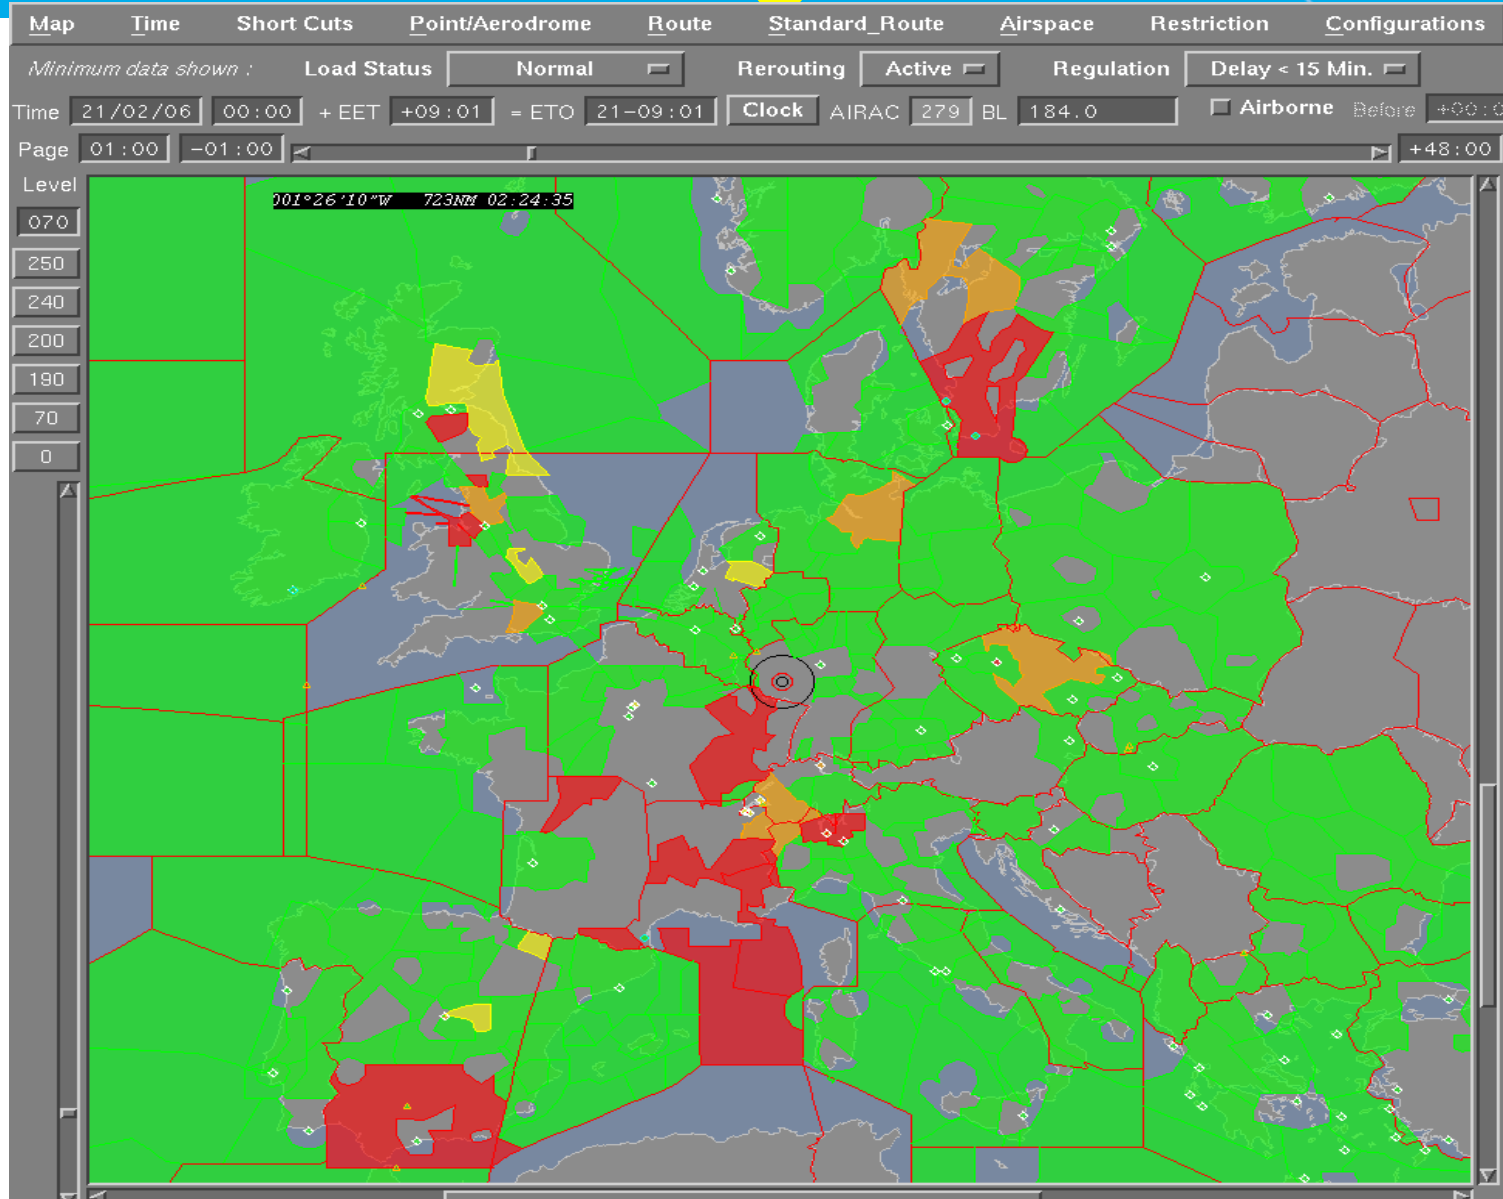 Map Time Short Cuts Point/Aerodrome Route Standard_Route Airspace Restriction Configurations
Minimum data shown : Load Status Normal Rerouting Active Regulation Delay < 15 Min.
Time 21/02/06 00:00 + EET +09:01 = ETO 21-09:01 Clock AIRAC 279 BL 184.0 Airborne Before
Page 01:00 -01:00 +48:00
Level
070
250
240
200
190
70
0
001°26'10"W 723NM 02:24:35